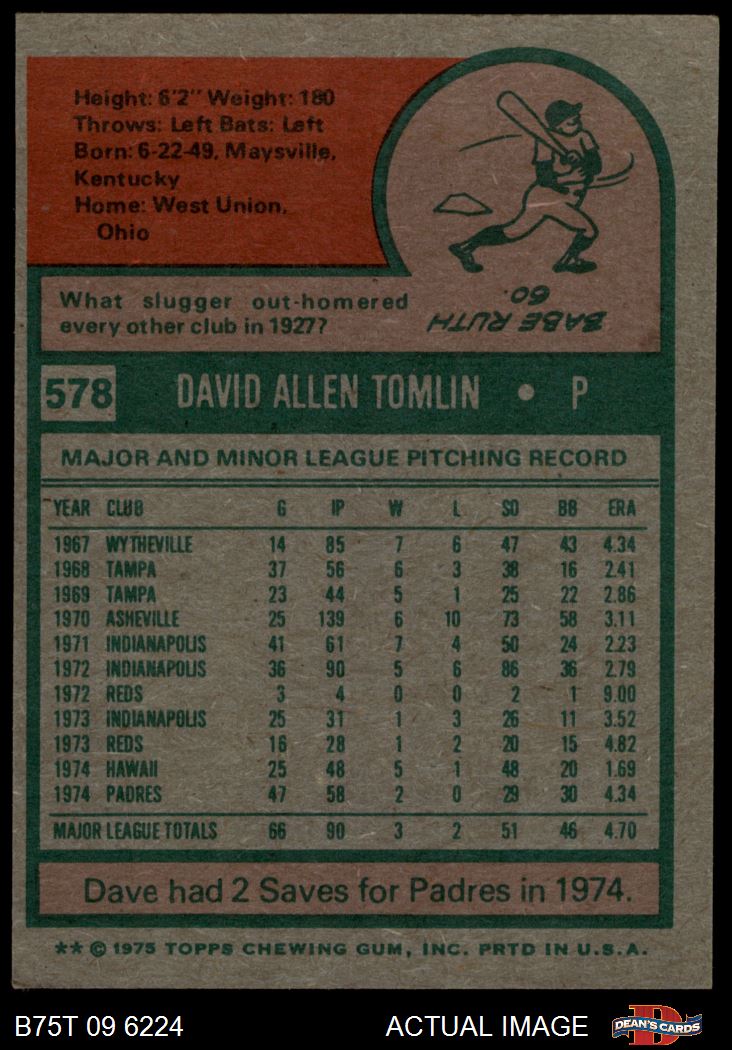 Height: 6'2" Weight: 180
Throws: Left Bats: Left
Born: 6-22-49, Maysville,
Kentucky
Home: West Union,
Ohio
What slugger out-homered
every other club in 1927?
BABE RUTH
60.
578 DAVID ALLEN TOMLIN • P
MAJOR AND MINOR LEAGUE PITCHING RECORD
YEAR CLUB G IP W L SO BB ERA
1967 WYTHEVILLE 14 85 7 6 47 43 4.34
1968 TAMPA 37 56 6 3 38 16 2.41
1969 TAMPA 23 44 5 1 25 22 2.86
1970 ASHEVILLE 25 139 6 10 73 58 3.11
1971 INDIANAPOLIS 41 61 7 4 50 24 2.23
1972 INDIANAPOLIS 36 90 5 6 86 36 2.79
1972 REDS 3 4 0 0 2 1 9.00
1973 INDIANAPOLIS 25 31 1 3 26 11 3.52
1973 REDS 16 28 1 2 20 15 4.82
1974 HAWAII 25 48 5 1 48 20 1.69
1974 PADRES 47 58 2 0 29 30 4.34
MAJOR LEAGUE TOTALS 66 90 3 2 51 46 4.70
Dave had 2 Saves for Padres in 1974.
** © 1975 TOPPS CHEWING GUM, INC. PRTD IN U.S.A.
B75T 09 6224 ACTUAL IMAGE D DEAN'S CARDS